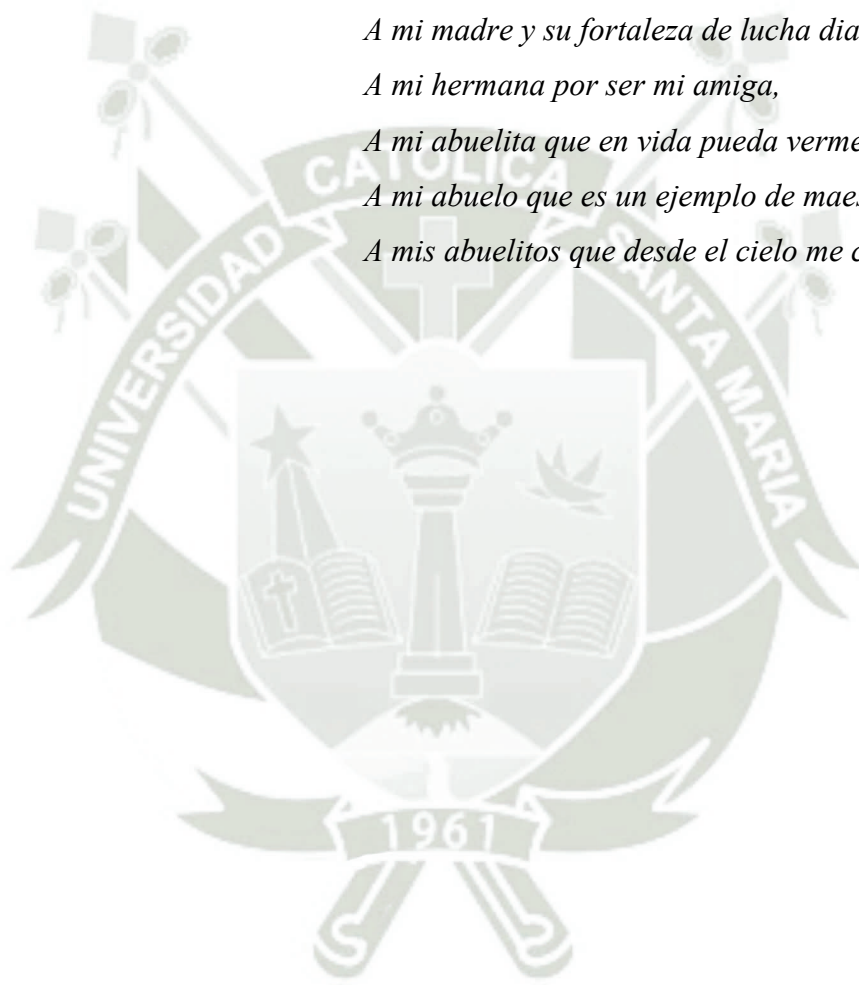 A mi madre y su fortaleza de lucha
A mi hermana por ser mi amiga,
A mi abuelita que en vida pueda
A mi abuelo que es un ejemplo de
A mis abuelitos que desde el cielo me
UNIVERSIDAD CATOLICA SANTA MARIA
1961